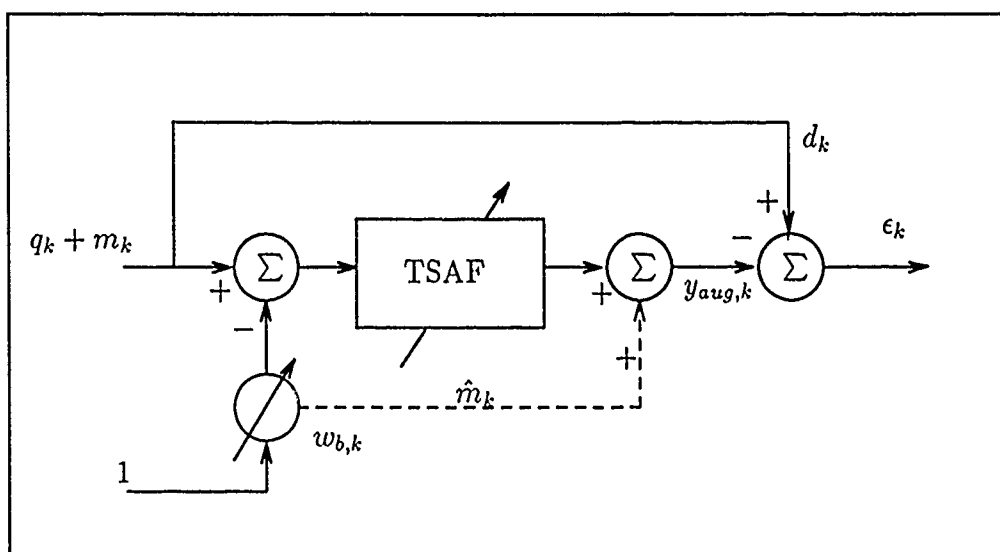 d_k
+
q_k + m_k
Σ
+
−
TSAF
Σ
+
+
y_{aug,k}
−
Σ
ϵ_k
m̂_k
w_{b,k}
1